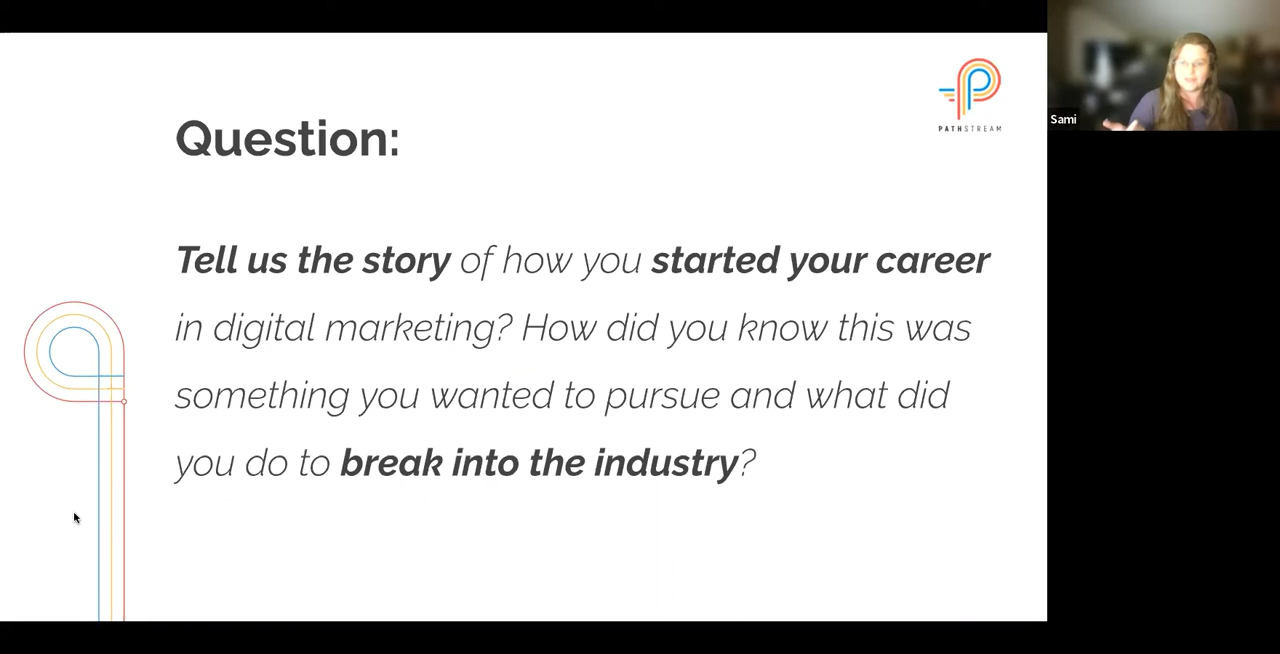 Question:
PATHSTREAM
Sami
Tell us the story of how you started your career
in digital marketing? How did you know this was
something you wanted to pursue and what did
you do to break into the industry?